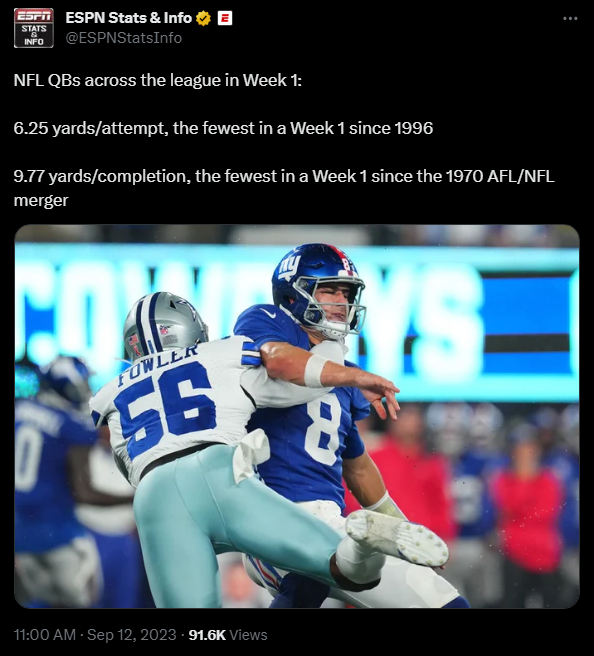 ESPN
STATS
&
INFO
ESPN Stats & Info
@ESPNStatsInfo
NFL QBs across the league in Week 1:
6.25 yards/attempt, the fewest in a Week 1 since 1996
9.77 yards/completion, the fewest in a Week 1 since the 1970 AFL/NFL
merger
COWBOYS
ny
8
FOWLER
56
8
0
11:00 AM · Sep 12, 2023 · 91.6K Views